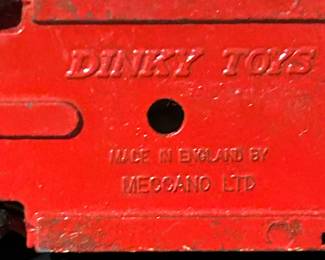 DINKY TOYS
MADE IN ENGLAND BY
MECCANO LTD